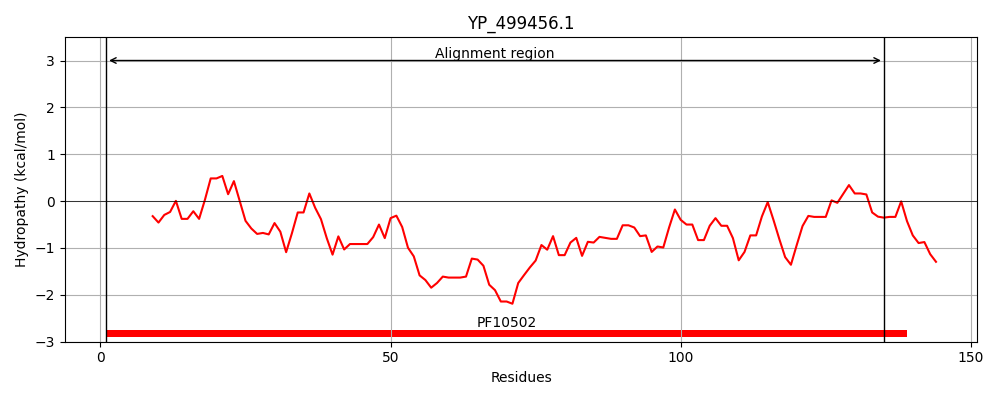 YP_499456.1
Alignment region
3
2
1
0
−1
−2
−3
Hydropathy (kcal/mol)
PF10502
0
50
100
150
Residues